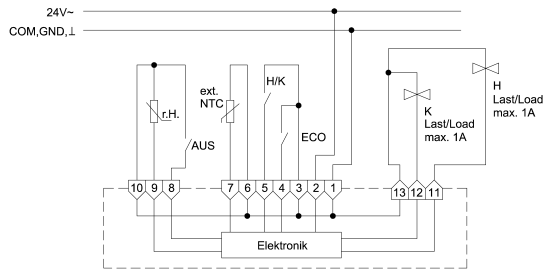 24V~
COM,GND,⊥
r.H.
AUS
ext.
NTC
H/K
ECO
K
Last/Load
max. 1A
H
Last/Load
max. 1A
10 9 8 7 6 5 4 3 2 1 13 12 11
Elektronik